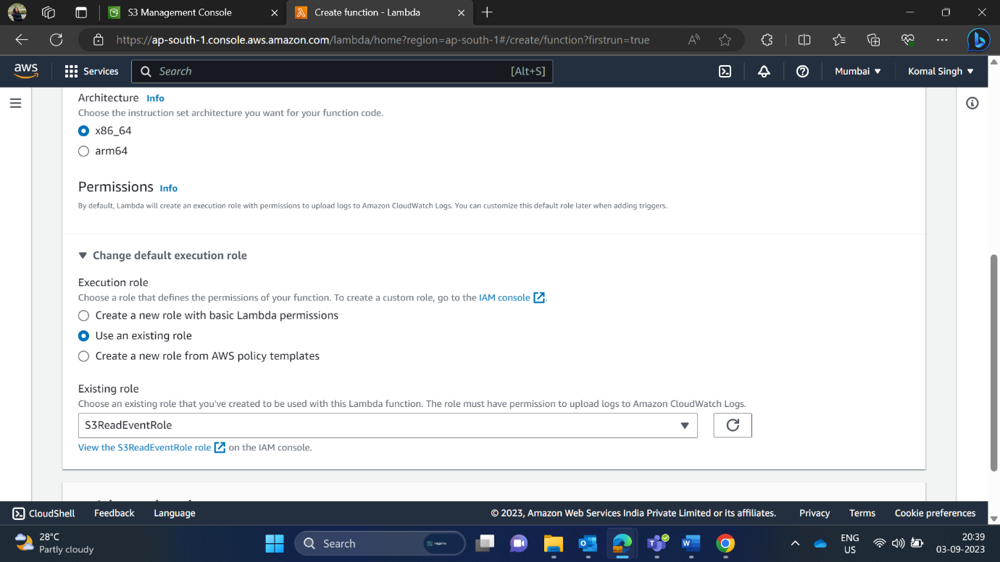 S3 Management Console
Create function - Lambda
https://ap-south-1.console.aws.amazon.com/lambda/home?region=ap-south-1#/create/function?firstrun=true
aws
Services
Search
[Alt+S]
Mumbai
Komal Singh
Architecture Info
Choose the instruction set architecture you want for your function code.
x86_64
arm64
Permissions Info
By default, Lambda will create an execution role with permissions to upload logs to Amazon CloudWatch Logs. You can customize this default role later when adding triggers.
Change default execution role
Execution role
Choose a role that defines the permissions of your function. To create a custom role, go to the IAM console.
Create a new role with basic Lambda permissions
Use an existing role
Create a new role from AWS policy templates
Existing role
Choose an existing role that you've created to be used with this Lambda function. The role must have permission to upload logs to Amazon CloudWatch Logs.
S3ReadEventRole
View the S3ReadEventRole role on the IAM console.
CloudShell
Feedback
Language
© 2023, Amazon Web Services India Private Limited or its affiliates.
Privacy
Terms
Cookie preferences
28°C
Partly cloudy
Search
ENG
US
20:39
03-09-2023